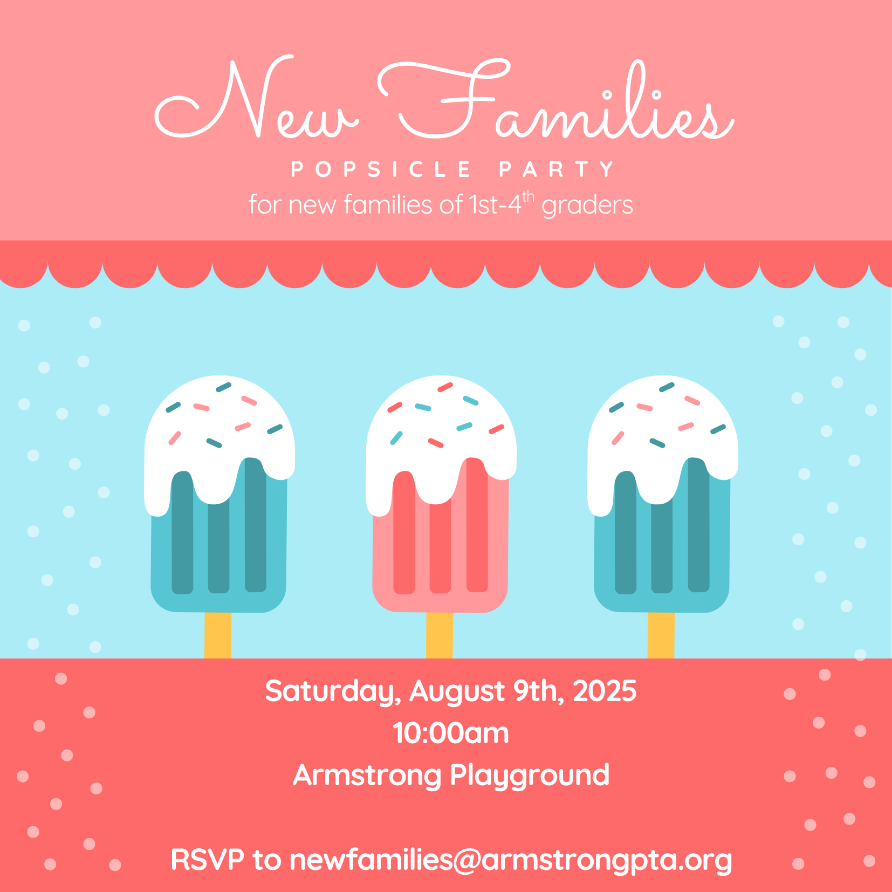 New Families
POPSICLE PARTY
for new families of 1st-4th graders
Saturday, August 9th, 2025
10:00am
Armstrong Playground
RSVP to newfamilies@armstrongpta.org